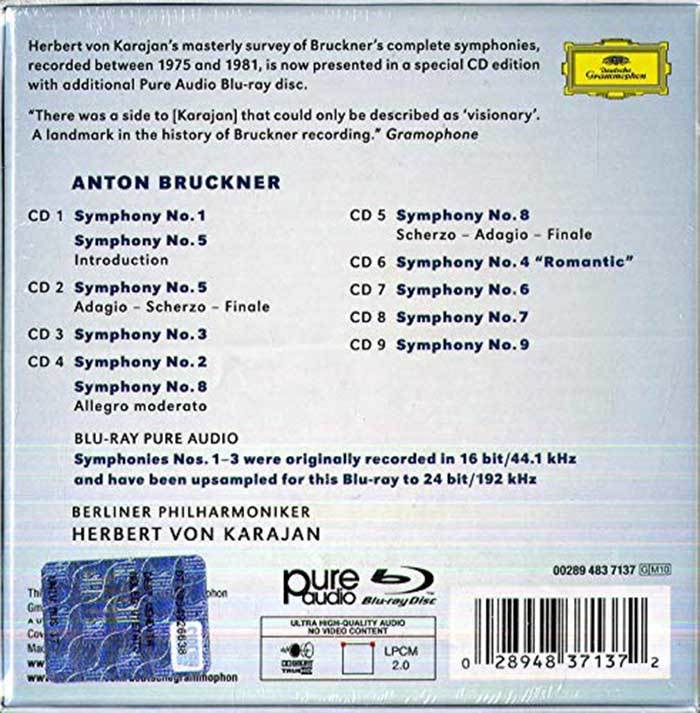 Herbert von Karajan's masterly survey of Bruckner's complete symphonies,
recorded between 1975 and 1981, is now presented in a special CD edition
with additional Pure Audio Blu-ray disc.
Deutsche
Grammophon
"There was a side to [Karajan] that could only be described as 'visionary'.
A landmark in the history of Bruckner recording." Gramophone
ANTON BRUCKNER
CD 1 Symphony No. 1
Symphony No. 5
Introduction
CD 2 Symphony No. 5
Adagio – Scherzo – Finale
CD 3 Symphony No. 3
CD 4 Symphony No. 2
Symphony No. 8
Allegro moderato
CD 5 Symphony No. 8
Scherzo – Adagio – Finale
CD 6 Symphony No. 4 "Romantic"
CD 7 Symphony No. 6
CD 8 Symphony No. 7
CD 9 Symphony No. 9
BLU-RAY PURE AUDIO
Symphonies Nos. 1–3 were originally recorded in 16 bit/44.1 kHz
and have been upsampled for this Blu-ray to 24 bit/192 kHz
BERLINER PHILHARMONIKER
HERBERT VON KARAJAN
pure audio
Blu-ray Disc
ULTRA HIGH-QUALITY AUDIO
NO VIDEO CONTENT
LPCM
2.0
00289 483 7137 G M10
0 28948 37137 2